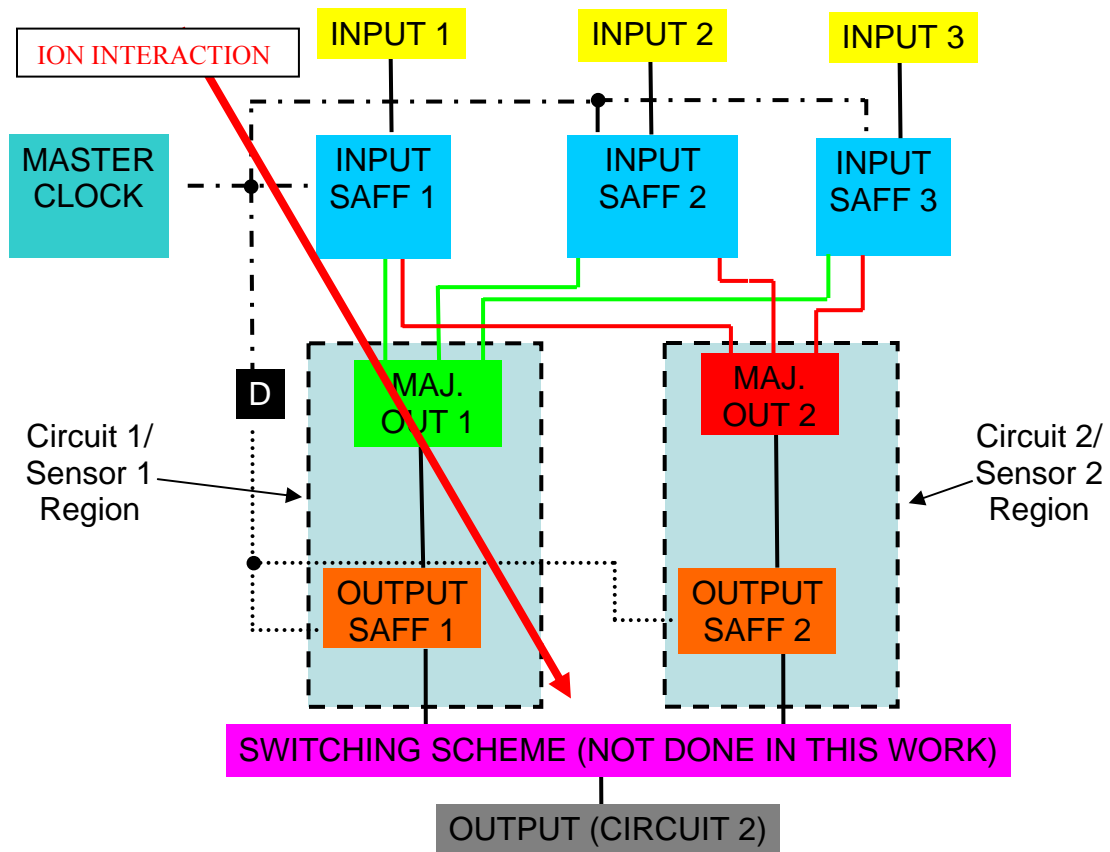 ION INTERACTION
INPUT 1
INPUT 2
INPUT 3
MASTER
CLOCK
INPUT
SAFF 1
INPUT
SAFF 2
INPUT
SAFF 3
D
MAJ.
OUT 1
MAJ.
OUT 2
Circuit 1/
Sensor 1
Region
Circuit 2/
Sensor 2
Region
OUTPUT
SAFF 1
OUTPUT
SAFF 2
SWITCHING SCHEME (NOT DONE IN THIS WORK)
OUTPUT (CIRCUIT 2)